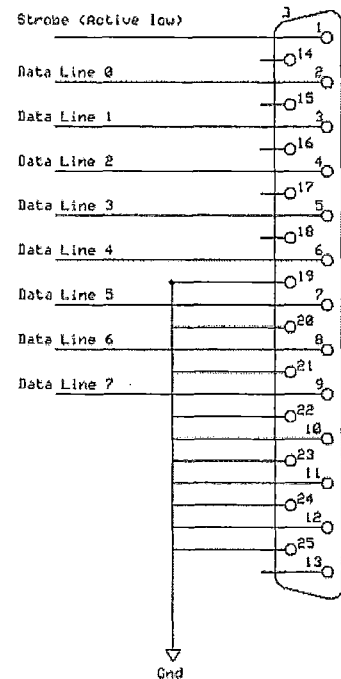 J
Strobe (Active low)
1
14
Data Line 0
2
15
Data Line 1
3
16
Data Line 2
4
17
Data Line 3
5
18
Data Line 4
6
19
Data Line 5
7
20
Data Line 6
8
21
Data Line 7
9
22
10
23
11
24
12
25
13
Gnd